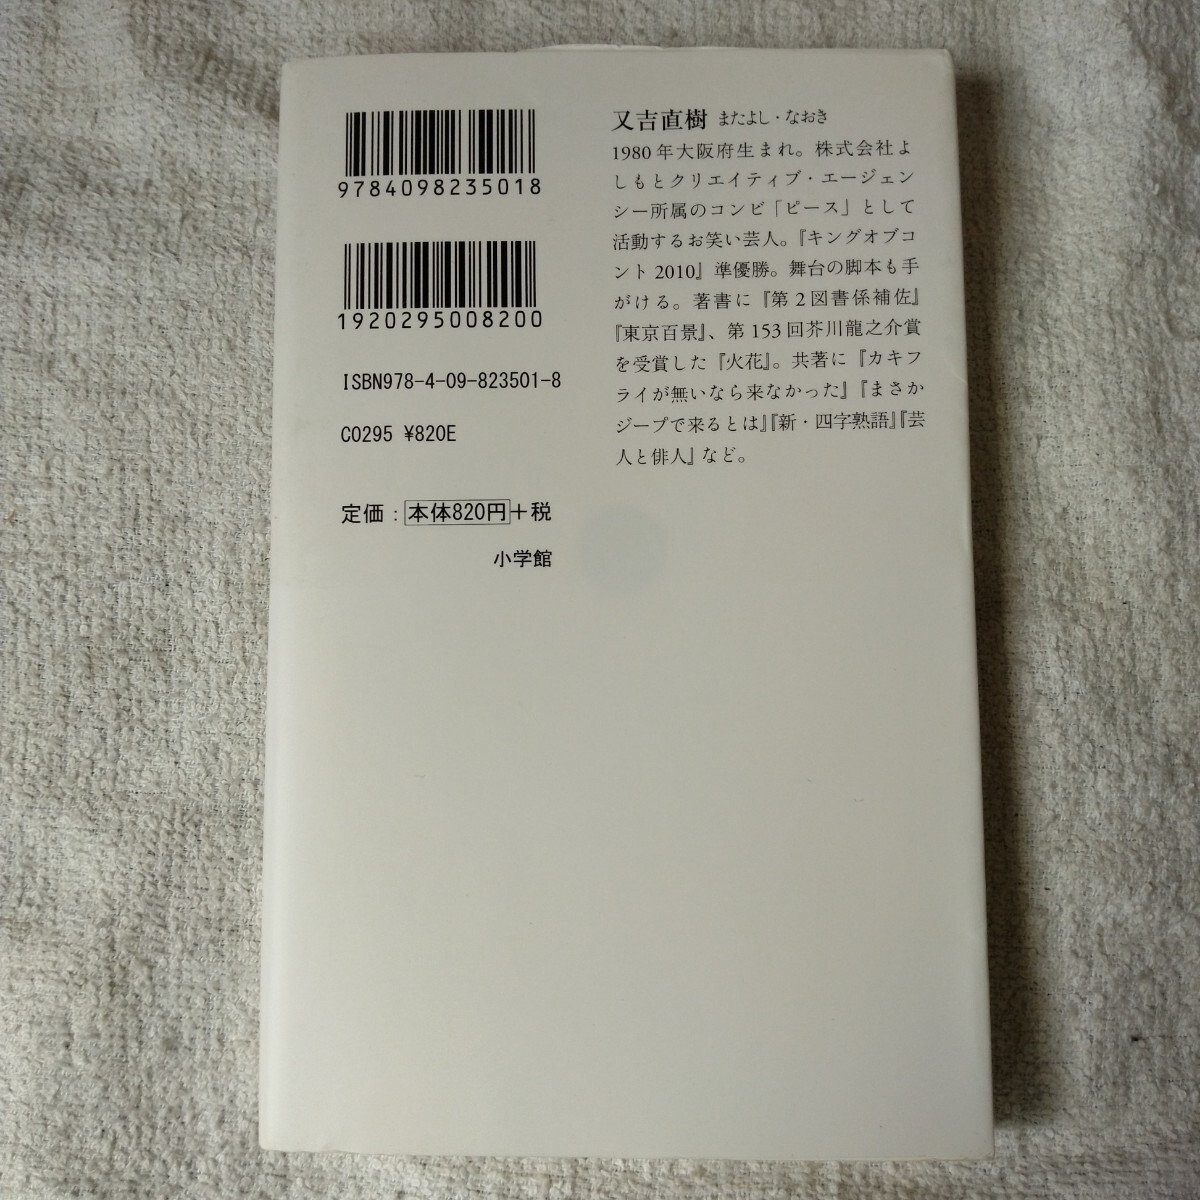 9784098235018
1920295008200
ISBN978-4-09-823501-8
C0295 ¥820E
定価：本体820円+税
小学館
又吉直樹 またよし・なおき
1980年大阪府生まれ。株式会社よ
しもとクリエイティブ・エージェン
シー所属のコンビ「ピース」として
活動するお笑い芸人。『キングオブコ
ント2010』準優勝。舞台の脚本も手
がける。著書に『第2図書係補佐』
『東京百景』、第153回芥川龍之介賞
を受賞した『火花』。共著に『カキフ
ライが無いなら来なかった』『まさか
ジープで来るとは』『新・四字熟語』『芸
人と俳人』など。